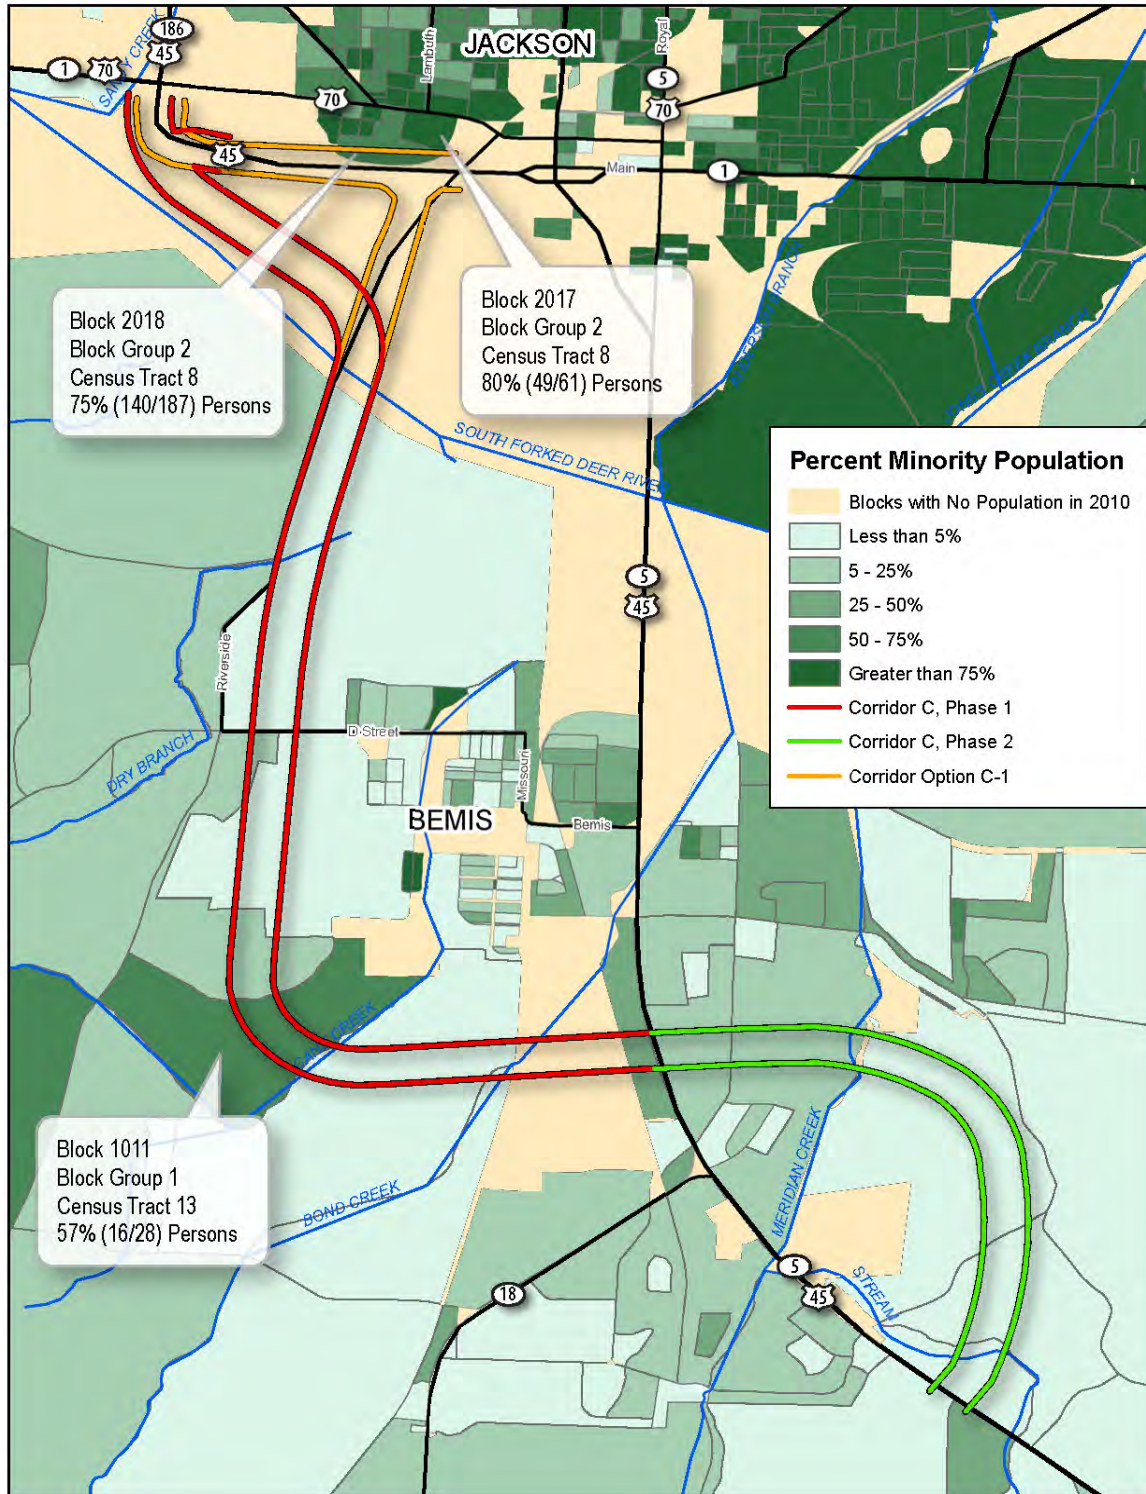 186
45
SANDY CREEK
JACKSON
Lambuth
Royal
1
70
5
70
70
45
Main
1
ANDERSON BRANCH
JONES CREEK BRANCH
Block 2018
Block Group 2
Census Tract 8
75% (140/187) Persons
Block 2017
Block Group 2
Census Tract 8
80% (49/61) Persons
SOUTH FORKED DEER RIVER
Percent Minority Population
Blocks with No Population in 2010
Less than 5%
5 - 25%
25 - 50%
50 - 75%
Greater than 75%
Corridor C, Phase 1
Corridor C, Phase 2
Corridor Option C-1
5
45
Riverside
D Street
DRY BRANCH
Missouri
BEMIS
Bemis
CANE CREEK
Block 1011
Block Group 1
Census Tract 13
57% (16/28) Persons
BOND CREEK
MERIDIAN CREEK
5
45
STREAM
18